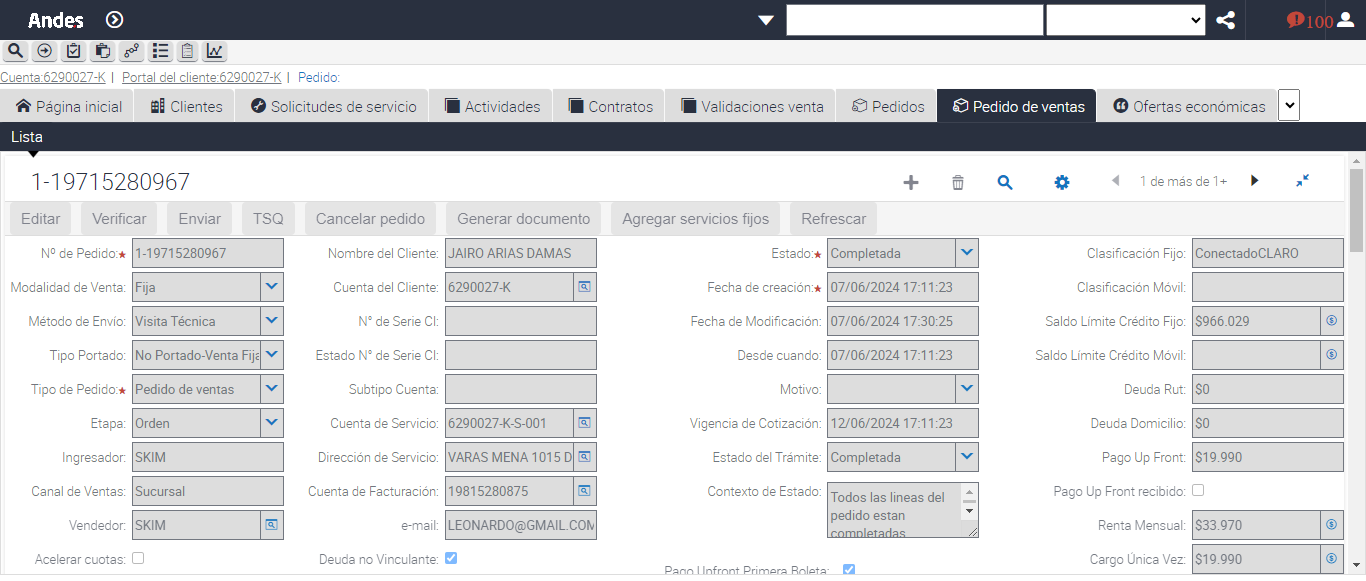 Andes
100
Cuenta:6290027-K | Portal del cliente:6290027-K | Pedido:
Página inicial Clientes Solicitudes de servicio Actividades Contratos Validaciones venta Pedidos Pedido de ventas Ofertas económicas
Lista
1-19715280967 1 de más de 1+
Editar Verificar Enviar TSQ Cancelar pedido Generar documento Agregar servicios fijos Refrescar
Nº de Pedido:★ 1-19715280967 Nombre del Cliente: JAIRO ARIAS DAMAS Estado:★ Completada Clasificación Fijo: ConectadoCLARO
Modalidad de Venta: Fija Cuenta del Cliente: 6290027-K Fecha de creación:★ 07/06/2024 17:11:23 Clasificación Móvil:
Método de Envío: Visita Técnica N° de Serie CI: Fecha de Modificación: 07/06/2024 17:30:25 Saldo Límite Crédito Fijo: $966.029
Tipo Portado: No Portado-Venta Fija Estado N° de Serie CI: Desde cuando: 07/06/2024 17:11:23 Saldo Límite Crédito Móvil:
Tipo de Pedido:★ Pedido de ventas Subtipo Cuenta: Motivo: Deuda Rut: $0
Etapa: Orden Cuenta de Servicio: 6290027-K-S-001 Vigencia de Cotización: 12/06/2024 17:11:23 Deuda Domicilio: $0
Ingresador: SKIM Dirección de Servicio: VARAS MENA 1015 D Estado del Trámite: Completada Pago Up Front: $19.990
Canal de Ventas: Sucursal Cuenta de Facturación: 19815280875 Contexto de Estado: Todos las lineas del Pago Up Front recibido:
pedido estan
Vendedor: SKIM e-mail: LEONARDO@GMAIL.COM completadas Renta Mensual: $33.970
Acelerar cuotas: Deuda no Vinculante: Cargo Única Vez: $19.990
Pago Upfront Primera Boleta: